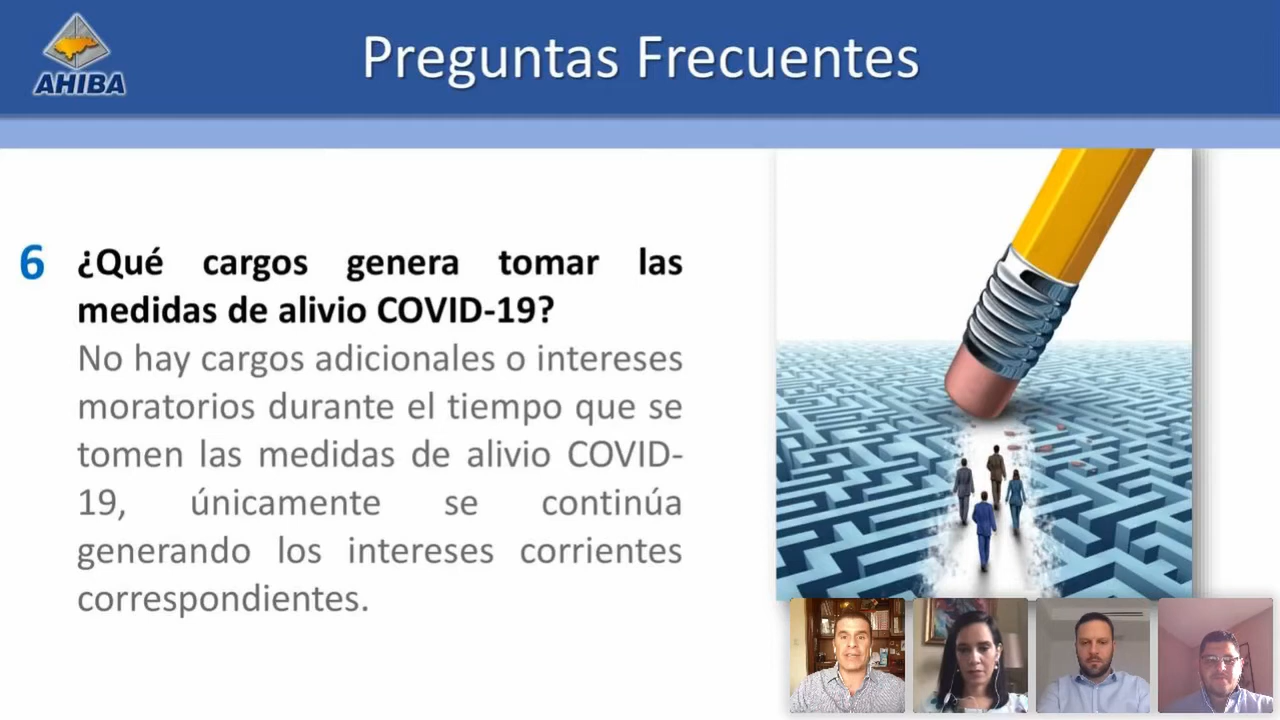 AHIBA
Preguntas Frecuentes
6 ¿Qué cargos genera tomar las
medidas de alivio COVID-19?
No hay cargos adicionales o intereses
moratorios durante el tiempo que se
tomen las medidas de alivio COVID-
19, únicamente se continúa
generando los intereses corrientes
correspondientes.